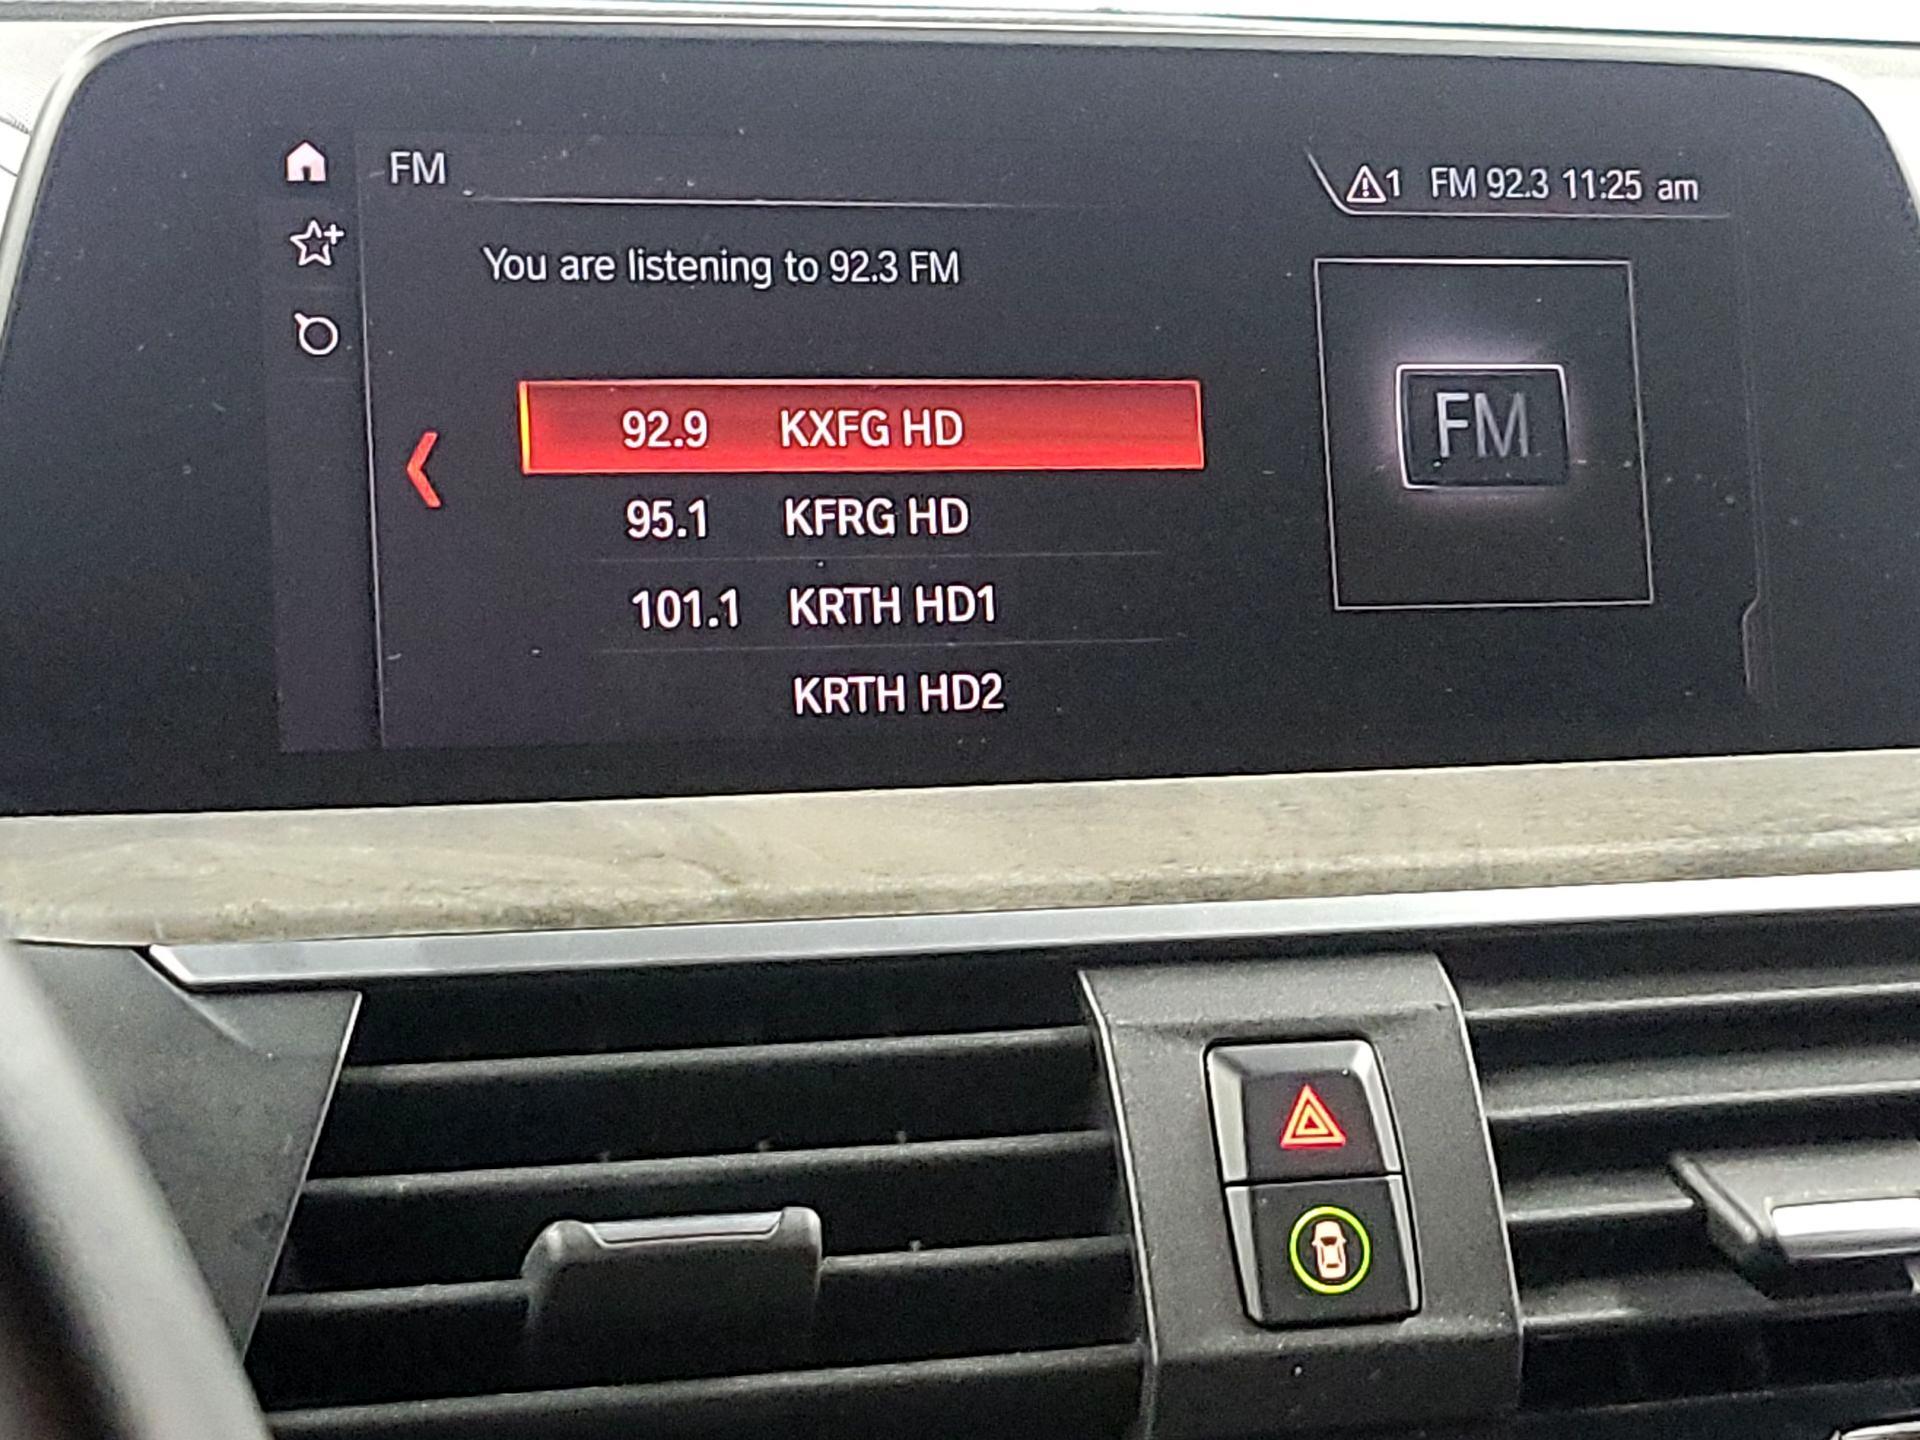 FM
1 FM 92.3 11:25 am
You are listening to 92.3 FM
92.9 KXFG HD
95.1 KFRG HD
101.1 KRTH HD1
KRTH HD2
FM